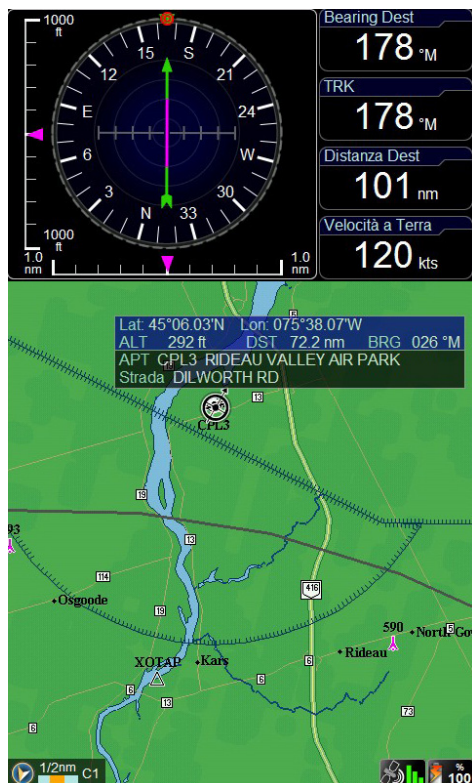 1000
ft
Bearing Dest
178 °M
15 S
12 21
E 24
6 W
3 30
N 33
TRK
178 °M
Distanza Dest
101 nm
1000
ft
Velocità a Terra
120 kts
1.0
nm
1.0
nm
6
Lat: 45°06.03'N Lon: 075°38.07'W
ALT 292 ft DST 72.2 nm BRG 026 °M
APT CPL3 RIDEAU VALLEY AIR PARK
Strada DILWORTH RD
13
CPL3
19
13
93
114
416
Osgoode
19
590
5
North Gov
XOTAP
Kars
Rideau
6
6
6
13
73
6
1/2nm C1
%
100